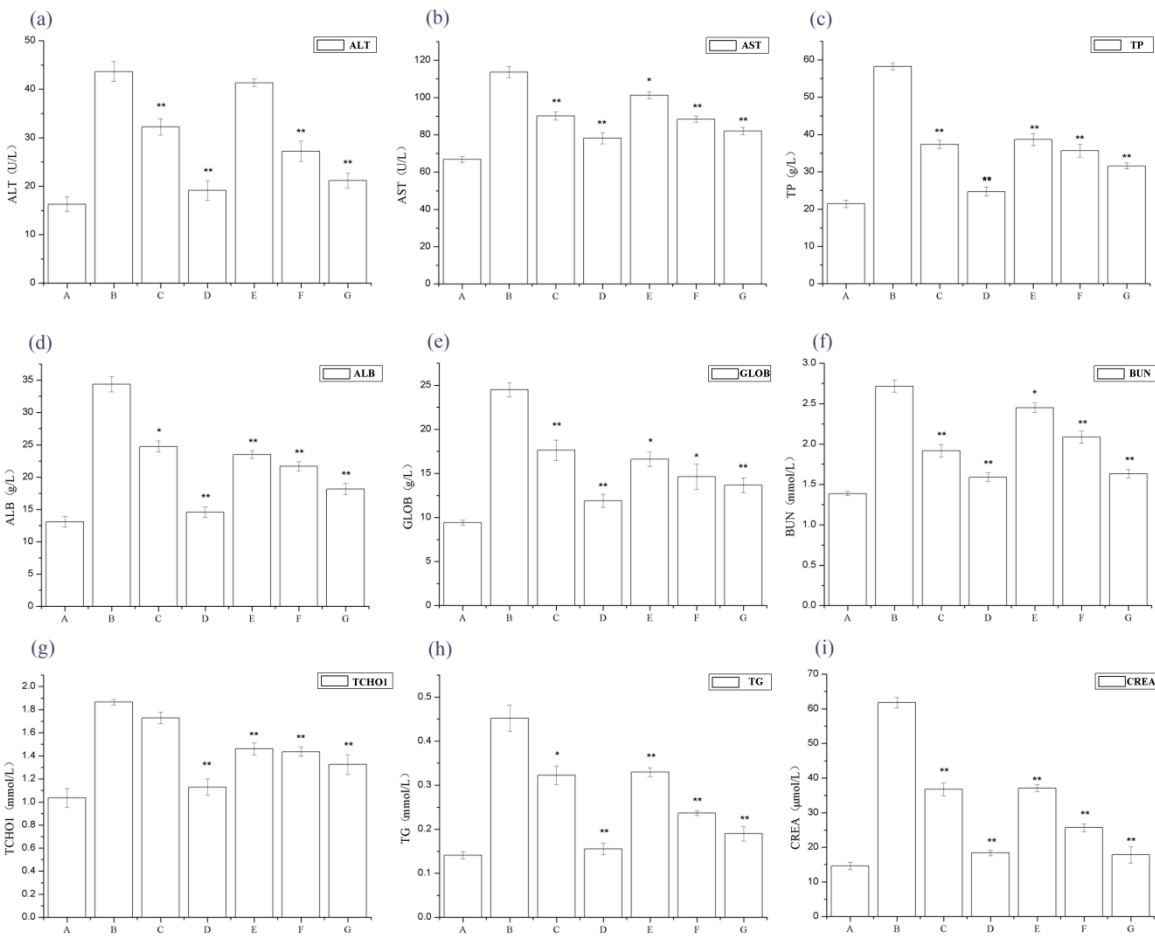 (a)
ALT
ALT (U/L)
50
40
30
20
10
0
** ** ** **
A B C D E F G
(b)
AST
AST (U/L)
120
100
80
60
40
20
0
** ** * ** **
A B C D E F G
(c)
TP
TP (g/L)
60
50
40
30
20
10
0
** ** ** ** **
A B C D E F G
(d)
ALB
ALB (g/L)
35
30
25
20
15
10
5
0
* ** ** ** **
A B C D E F G
(e)
GLOB
GLOB (g/L)
25
20
15
10
5
0
** ** * * **
A B C D E F G
(f)
BUN
BUN (mmol/L)
3.0
2.5
2.0
1.5
1.0
0.5
0.0
** ** * ** **
A B C D E F G
(g)
TCHO1
TCHO1 (mmol/L)
2.0
1.8
1.6
1.4
1.2
1.0
0.8
0.6
0.4
0.2
0.0
** ** ** **
A B C D E F G
(h)
TG
TG (mmol/L)
0.5
0.4
0.3
0.2
0.1
0.0
* ** ** ** **
A B C D E F G
(i)
CREA
CREA (μmol/L)
70
60
50
40
30
20
10
0
** ** ** ** **
A B C D E F G